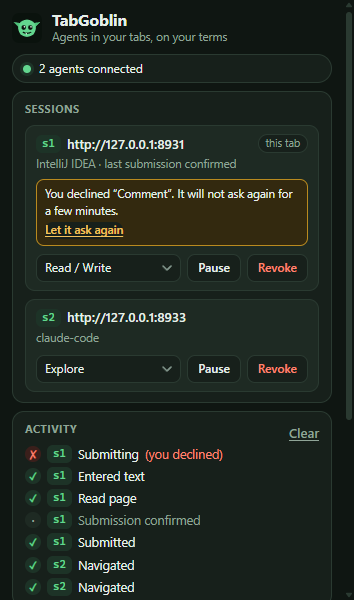 TabGoblin
Agents in your tabs, on your terms
2 agents connected
SESSIONS
s1 http://127.0.0.1:8931 this tab
IntelliJ IDEA · last submission confirmed
You declined “Comment”. It will not ask again for
a few minutes.
Let it ask again
Read / Write Pause Revoke
s2 http://127.0.0.1:8933
claude-code
Explore Pause Revoke
ACTIVITY Clear
✗ s1 Submitting (you declined)
✓ s1 Entered text
✓ s1 Read page
· s1 Submission confirmed
✓ s1 Submitted
✓ s2 Navigated
✓ s2 Navigated